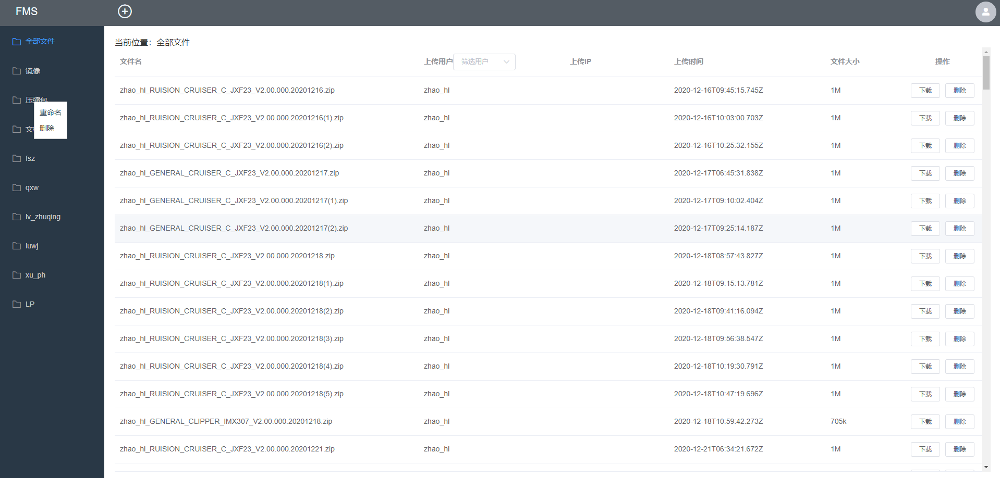 FMS
全部文件
镜像
压缩包
重命名
删除
fsz
qxw
lv_zhuqing
luwj
xu_ph
LP
当前位置：全部文件
文件名 上传用户 筛选用户 上传IP 上传时间 文件大小 操作
zhao_hl_RUISION_CRUISER_C_JXF23_V2.00.000.20201216.zip zhao_hl 2020-12-16T09:45:15.745Z 1M 下载 删除
zhao_hl_RUISION_CRUISER_C_JXF23_V2.00.000.20201216(1).zip zhao_hl 2020-12-16T10:03:00.703Z 1M 下载 删除
zhao_hl_RUISION_CRUISER_C_JXF23_V2.00.000.20201216(2).zip zhao_hl 2020-12-16T10:25:32.155Z 1M 下载 删除
zhao_hl_GENERAL_CRUISER_C_JXF23_V2.00.000.20201217.zip zhao_hl 2020-12-17T06:45:31.838Z 1M 下载 删除
zhao_hl_GENERAL_CRUISER_C_JXF23_V2.00.000.20201217(1).zip zhao_hl 2020-12-17T09:10:02.404Z 1M 下载 删除
zhao_hl_GENERAL_CRUISER_C_JXF23_V2.00.000.20201217(2).zip zhao_hl 2020-12-17T09:25:14.187Z 1M 下载 删除
zhao_hl_RUISION_CRUISER_C_JXF23_V2.00.000.20201218.zip zhao_hl 2020-12-18T08:57:43.827Z 1M 下载 删除
zhao_hl_RUISION_CRUISER_C_JXF23_V2.00.000.20201218(1).zip zhao_hl 2020-12-18T09:15:13.781Z 1M 下载 删除
zhao_hl_RUISION_CRUISER_C_JXF23_V2.00.000.20201218(2).zip zhao_hl 2020-12-18T09:41:16.094Z 1M 下载 删除
zhao_hl_RUISION_CRUISER_C_JXF23_V2.00.000.20201218(3).zip zhao_hl 2020-12-18T09:56:38.547Z 1M 下载 删除
zhao_hl_RUISION_CRUISER_C_JXF23_V2.00.000.20201218(4).zip zhao_hl 2020-12-18T10:19:30.791Z 1M 下载 删除
zhao_hl_RUISION_CRUISER_C_JXF23_V2.00.000.20201218(5).zip zhao_hl 2020-12-18T10:47:19.696Z 1M 下载 删除
zhao_hl_GENERAL_CLIPPER_IMX307_V2.00.000.20201218.zip zhao_hl 2020-12-18T10:59:42.273Z 705k 下载 删除
zhao_hl_RUISION_CRUISER_C_JXF23_V2.00.000.20201221.zip zhao_hl 2020-12-21T06:34:21.672Z 1M 下载 删除